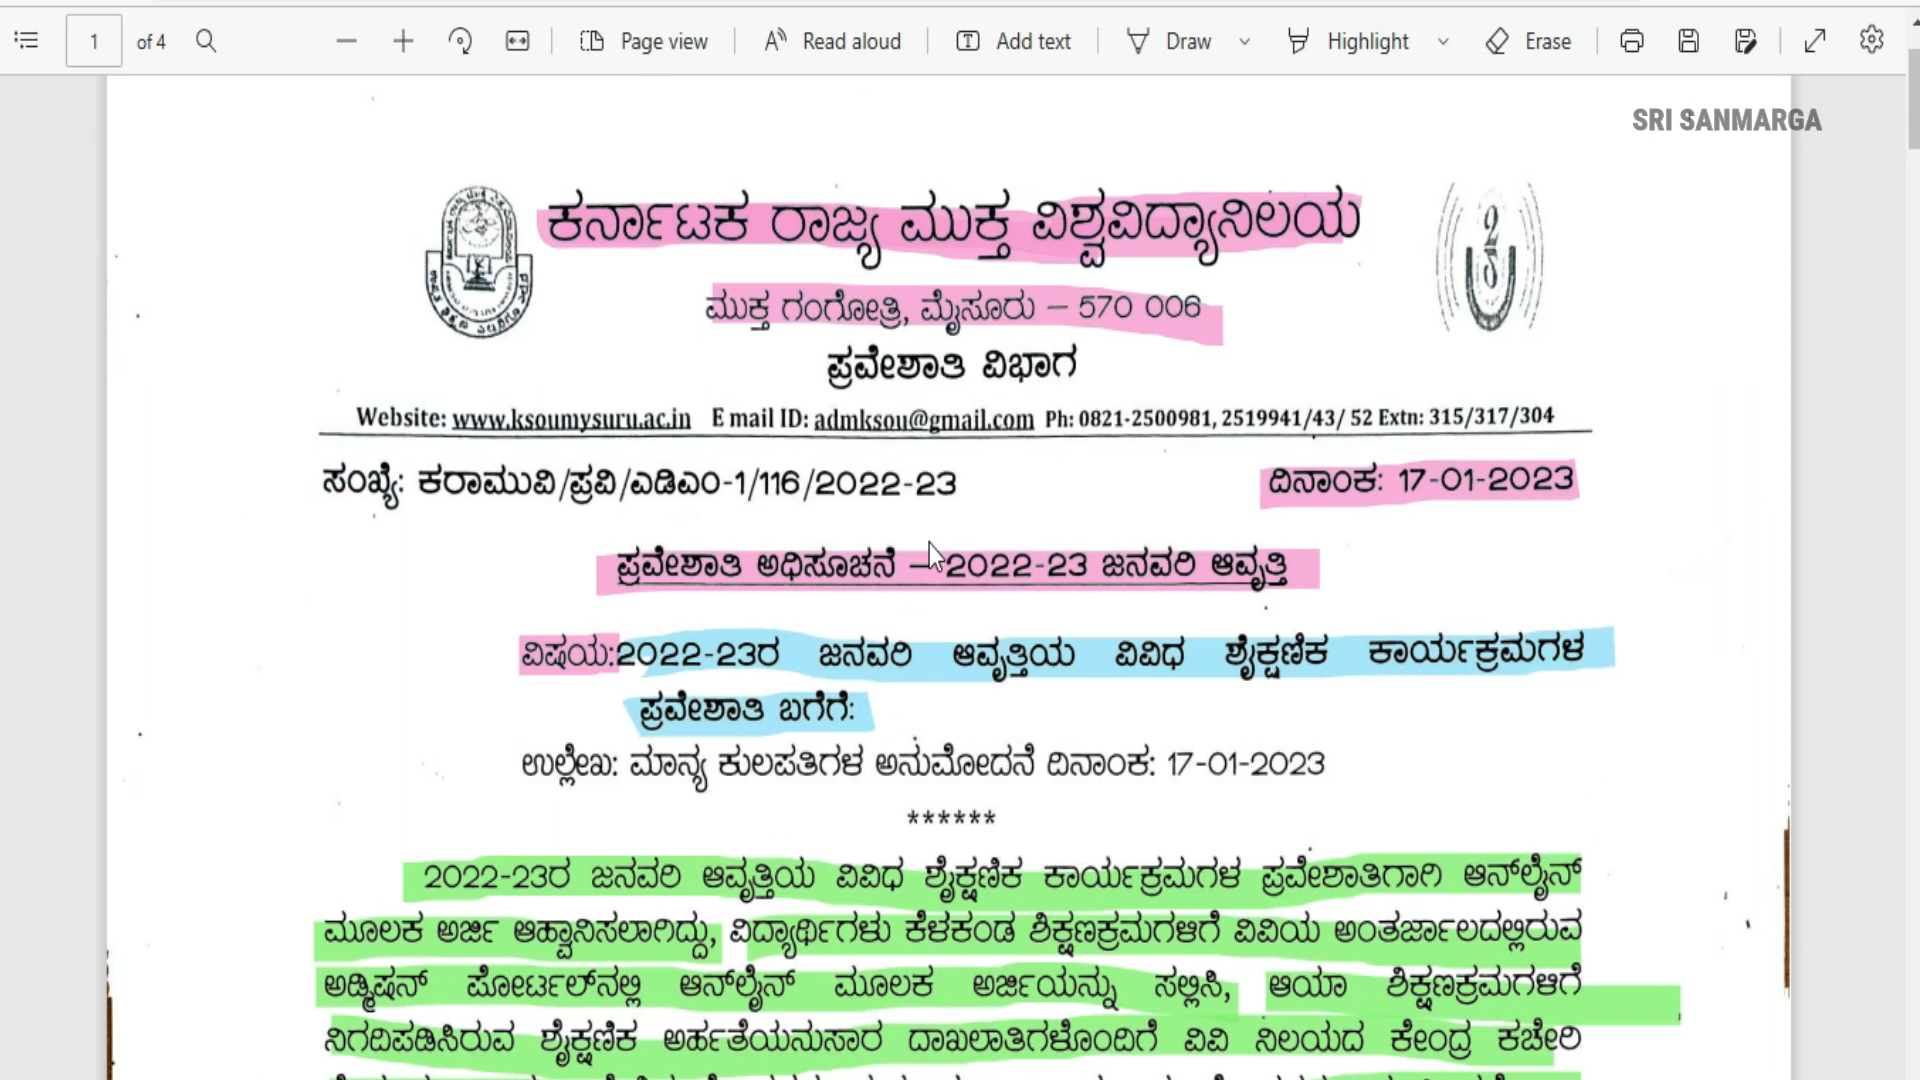 1 of 4 Page view Read aloud Add text Draw Highlight Erase
SRI SANMARGA
ಕರ್ನಾಟಕ ರಾಜ್ಯ ಮುಕ್ತ ವಿಶ್ವವಿದ್ಯಾನಿಲಯ
ಮುಕ್ತ ಗಂಗೋತ್ರಿ, ಮೈಸೂರು – 570 006
ಪ್ರವೇಶಾತಿ ವಿಭಾಗ
Website: www.ksoumysuru.ac.in E mail ID: admksou@gmail.com Ph: 0821-2500981, 2519941/43/ 52 Extn: 315/317/304
ಸಂಖ್ಯೆ: ಕರಾಮುವಿ/ಪ್ರವಿ/ಎಡಿಎಂ-1/116/2022-23 ದಿನಾಂಕ: 17-01-2023
ಪ್ರವೇಶಾತಿ ಅಧಿಸೂಚನೆ – 2022-23 ಜನವರಿ ಆವೃತ್ತಿ
ವಿಷಯ:2022-23ರ ಜನವರಿ ಆವೃತ್ತಿಯ ವಿವಿಧ ಶೈಕ್ಷಣಿಕ ಕಾರ್ಯಕ್ರಮಗಳ
ಪ್ರವೇಶಾತಿ ಬಗೆಗೆ:
ಉಲ್ಲೇಖ: ಮಾನ್ಯ ಕುಲಪತಿಗಳ ಅನುಮೋದನೆ ದಿನಾಂಕ: 17-01-2023
******
2022-23ರ ಜನವರಿ ಆವೃತ್ತಿಯ ವಿವಿಧ ಶೈಕ್ಷಣಿಕ ಕಾರ್ಯಕ್ರಮಗಳ ಪ್ರವೇಶಾತಿಗಾಗಿ ಆನ್‌ಲೈನ್
ಮೂಲಕ ಅರ್ಜಿ ಆಹ್ವಾನಿಸಲಾಗಿದ್ದು, ವಿದ್ಯಾರ್ಥಿಗಳು ಕೆಳಕಂಡ ಶಿಕ್ಷಣಕ್ರಮಗಳಿಗೆ ವಿವಿಯ ಅಂತರ್ಜಾಲದಲ್ಲಿರುವ
ಅಡ್ಮಿಷನ್ ಪೋರ್ಟಲ್‌ನಲ್ಲಿ ಆನ್‌ಲೈನ್ ಮೂಲಕ ಅರ್ಜಿಯನ್ನು ಸಲ್ಲಿಸಿ, ಆಯಾ ಶಿಕ್ಷಣಕ್ರಮಗಳಿಗೆ
ನಿಗದಿಪಡಿಸಿರುವ ಶೈಕ್ಷಣಿಕ ಅರ್ಹತೆಯನುಸಾರ ದಾಖಲಾತಿಗಳೊಂದಿಗೆ ವಿವಿ ನಿಲಯದ ಕೇಂದ್ರ ಕಚೇರಿ